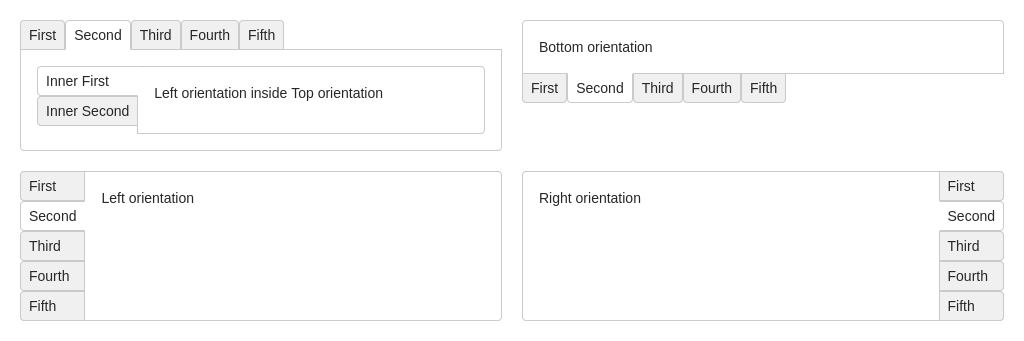 First Second Third Fourth Fifth
Inner First
Inner Second
Left orientation inside Top orientation
Bottom orientation
First Second Third Fourth Fifth
First
Second
Third
Fourth
Fifth
Left orientation
Right orientation
First
Second
Third
Fourth
Fifth